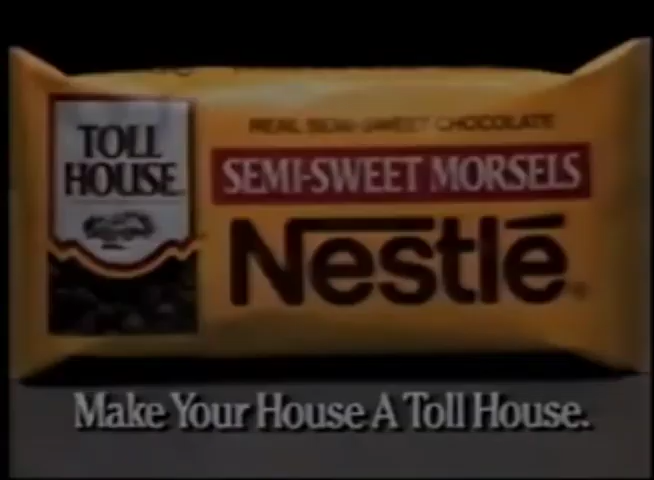 TOLL
HOUSE
REAL SEMI-SWEET CHOCOLATE
SEMI-SWEET MORSELS
Nestlé®
Make Your House A Toll House.